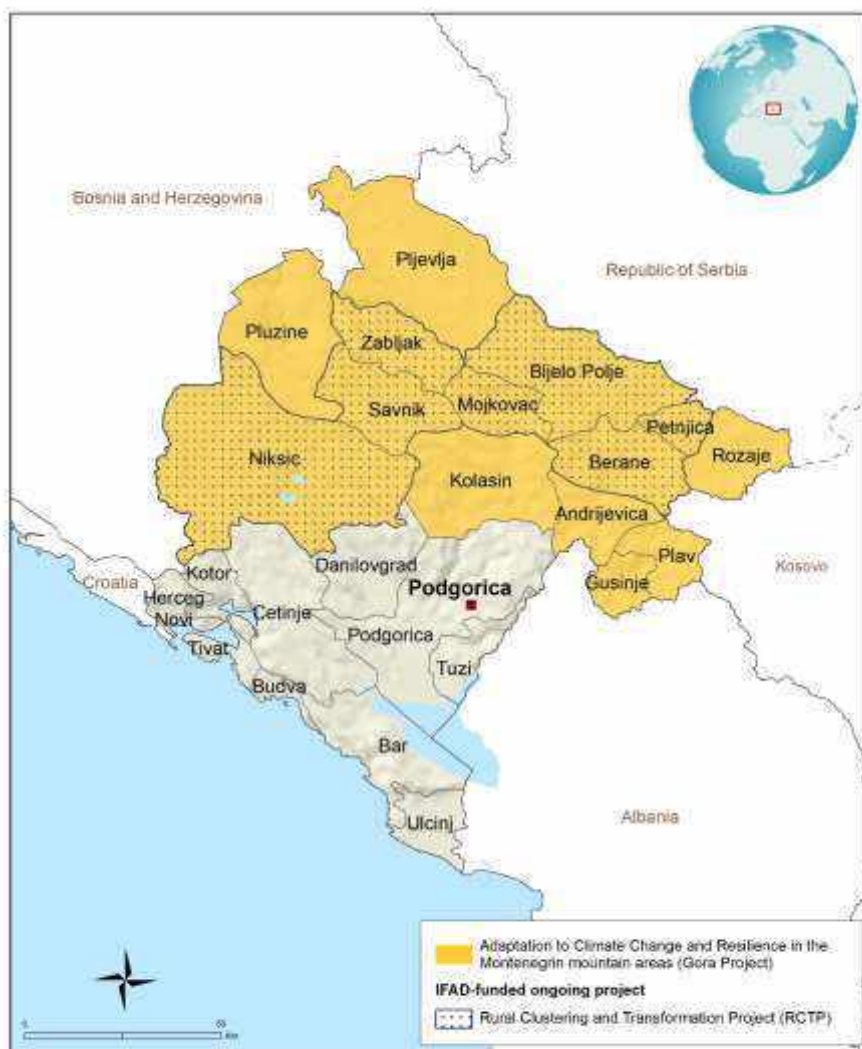 Bosnia and Herzegovina
Republic of Serbia
Pljevlja
Pluzine
Zabljak
Bijelo Polje
Savnik
Mojkovac
Petnjica
Rozaje
Niksic
Berane
Kolasin
Andrijevica
Plav
Gusinje
Kosovo
Croatia
Kotor
Danilovgrad
Podgorica
Herceg
Novi
Cetinje
Podgorica
Tivat
Tuzi
Budva
Bar
Ulcinj
Albania
Adaptation to Climate Change and Resilience in the
Montenegrin mountain areas (Gora Project)
IFAD-funded ongoing project
Rural Clustering and Transformation Project (RCTP)
0